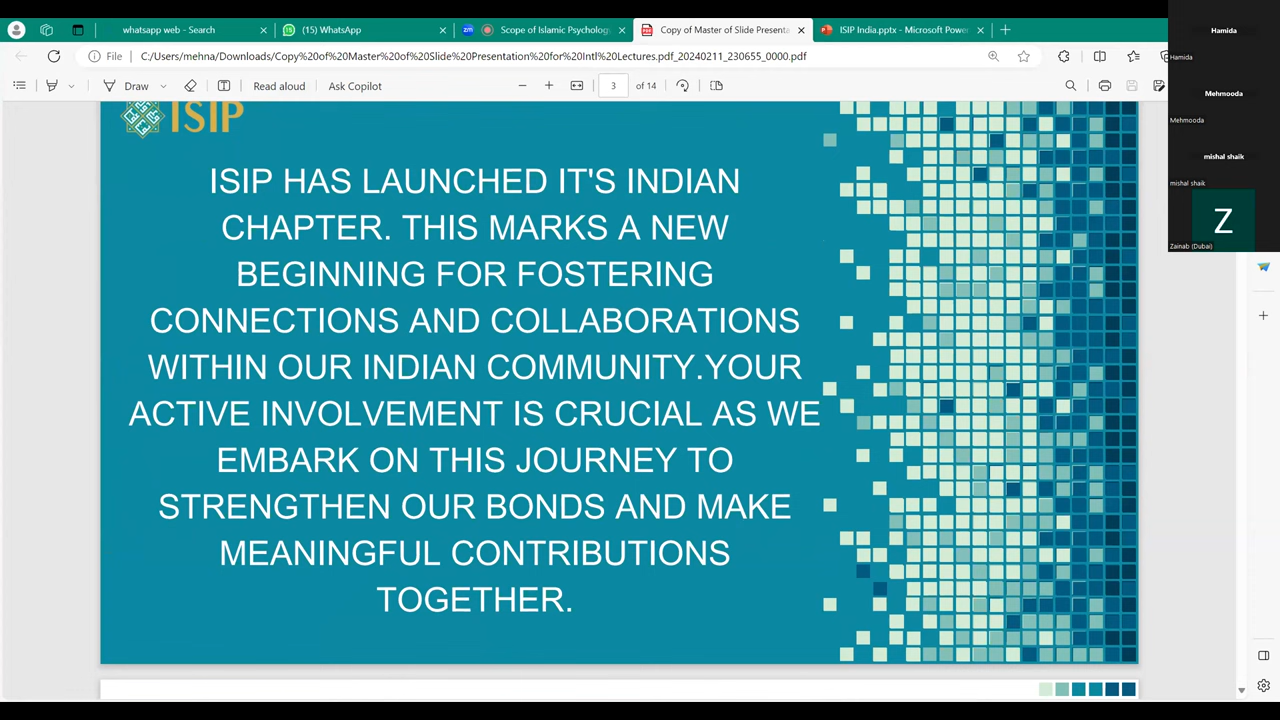 whatsapp web - Search
(15) WhatsApp
Scope of Islamic Psycholog
Copy of Master of Slide Presenta
ISIP India.pptx - Microsoft Pow
File
C:/Users/mehna/Downloads/Copy%20of%20Master%20of%20Slide%20Presentation%20for%20Intl%20Lectures.pdf_20240211_230655_0000.pdf
Draw
Read aloud
Ask Copilot
3
of 14
ISIP
ISIP HAS LAUNCHED IT'S INDIAN
CHAPTER. THIS MARKS A NEW
BEGINNING FOR FOSTERING
CONNECTIONS AND COLLABORATIONS
WITHIN OUR INDIAN COMMUNITY.YOUR
ACTIVE INVOLVEMENT IS CRUCIAL AS WE
EMBARK ON THIS JOURNEY TO
STRENGTHEN OUR BONDS AND MAKE
MEANINGFUL CONTRIBUTIONS
TOGETHER.
Hamida
Hamida
Mehmooda
Mehmooda
mishal shaik
mishal shaik
Z
Zainab (Dubai)